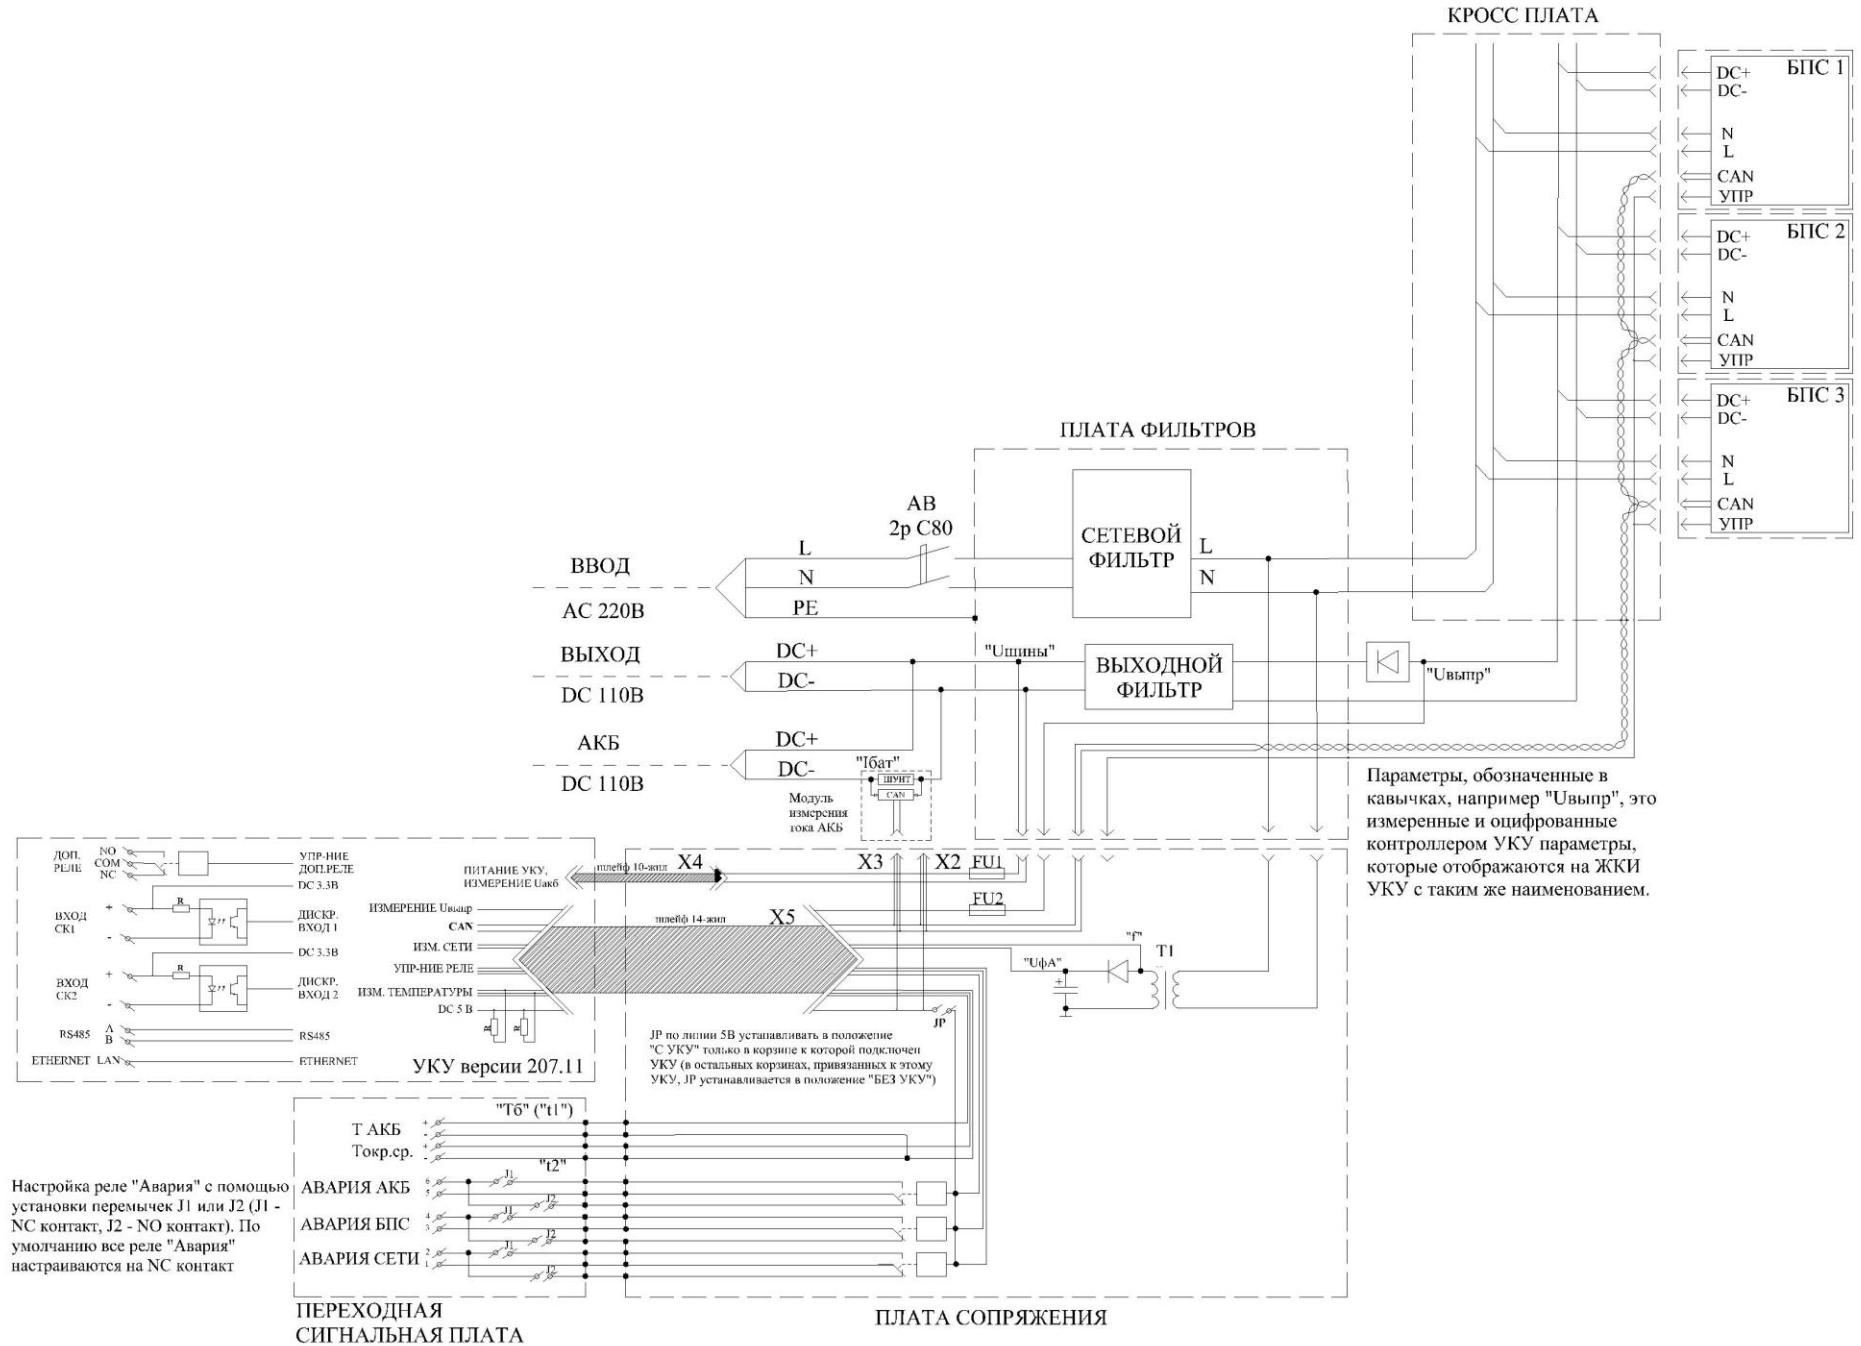 КРОСС ПЛАТА
БПС 1
DC+
DC-
N
L
CAN
УПР
БПС 2
DC+
DC-
N
L
CAN
УПР
БПС 3
DC+
DC-
N
L
CAN
УПР
ПЛАТА ФИЛЬТРОВ
АВ
2р С80
СЕТЕВОЙ
ФИЛЬТР
L
N
ВВОД
АС 220В
L
N
PE
ВЫХОД
DC 110В
DC+
DC-
"Uшины"
ВЫХОДНОЙ
ФИЛЬТР
"Uвыпр"
АКБ
DC 110В
DC+
DC-
"Iбат"
ШУНТ
CAN
Модуль
измерения
тока АКБ
Параметры, обозначенные в
кавычках, например "Uвыпр", это
измеренные и оцифрованные
контроллером УКУ параметры,
которые отображаются на ЖКИ
УКУ с таким же наименованием.
ДОП.
РЕЛЕ
NO
COM
NC
УПР-НИЕ
ДОП.РЕЛЕ
DC 3.3В
ВХОД
СК1
+
-
R
ДИСКР.
ВХОД 1
DC 3.3В
ВХОД
СК2
+
-
R
ДИСКР.
ВХОД 2
RS485
A
B
RS485
ETHERNET LAN
ETHERNET
ПИТАНИЕ УКУ,
ИЗМЕРЕНИЕ Uакб
ИЗМЕРЕНИЕ Uвыпр
CAN
ИЗМ. СЕТИ
УПР-НИЕ РЕЛЕ
ИЗМ. ТЕМПЕРАТУРЫ
DC 5 В
R
R
УКУ версии 207.11
шлейф 10-жил
X4
X3
X2
FU1
FU2
шлейф 14-жил
X5
"f"
T1
"UфА"
+
JP
JP по линии 5В устанавливать в положение
"С УКУ" только в корзине к которой подключен
УКУ (в остальных корзинах, привязанных к этому
УКУ, JP устанавливается в положение "БЕЗ УКУ")
"Тб" ("t1")
Т АКБ
+
-
Токр.ср.
+
-
"t2"
АВАРИЯ АКБ
6
5
J1
J2
АВАРИЯ БПС
4
3
J1
J2
АВАРИЯ СЕТИ
2
1
J1
J2
Настройка реле "Авария" с помощью
установки перемычек J1 или J2 (J1 -
NC контакт, J2 - NO контакт). По
умолчанию все реле "Авария"
настраиваются на NC контакт
ПЕРЕХОДНАЯ
СИГНАЛЬНАЯ ПЛАТА
ПЛАТА СОПРЯЖЕНИЯ